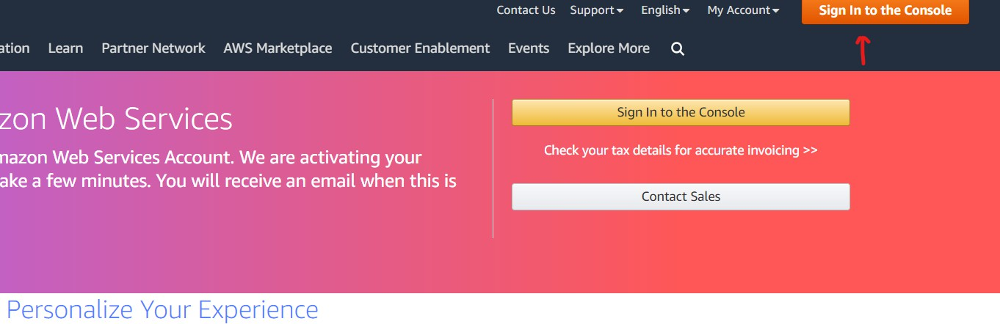 Contact Us Support English My Account Sign In to the Console
ation Learn Partner Network AWS Marketplace Customer Enablement Events Explore More
zon Web Services
mazon Web Services Account. We are activating your
ake a few minutes. You will receive an email when this is
Sign In to the Console
Check your tax details for accurate invoicing >>
Contact Sales
Personalize Your Experience